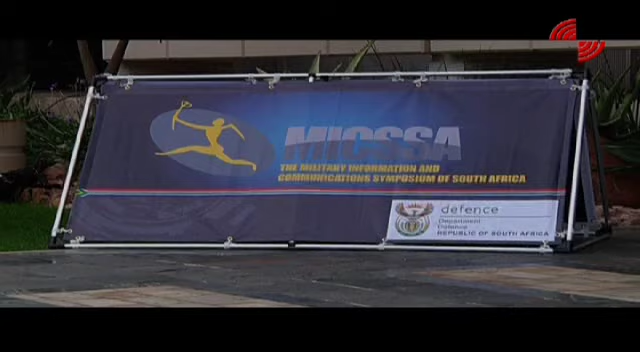 MICSSA
THE MILITARY INFORMATION AND
COMMUNICATIONS SYMPOSIUM OF SOUTH AFRICA
defence
Department
Defence
REPUBLIC OF SOUTH AFRICA